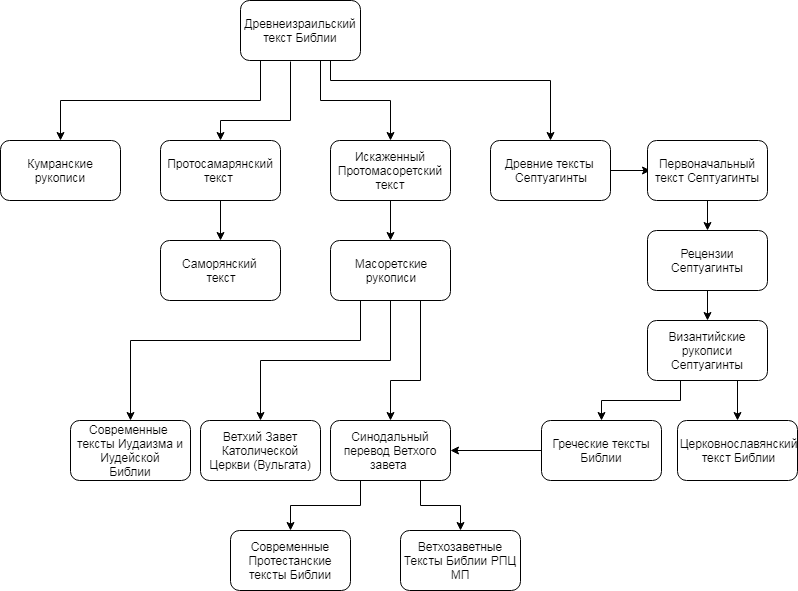 Древнеизраильский
текст Библии
Кумранские
рукописи
Протосамарянский
текст
Искаженный
Протомасоретский
текст
Древние тексты
Септуагинты
Первоначальный
текст Септуагинты
Саморянский
текст
Масоретские
рукописи
Рецензии
Септуагинты
Византийские
рукописи
Септуагинты
Современные
тексты Иудаизма и
Иудейской
Библии
Ветхий Завет
Католической
Церкви (Вульгата)
Синодальный
перевод Ветхого
завета
Греческие тексты
Библии
Церковнославянский
текст Библии
Современные
Протестанские
тексты Библии
Ветхозаветные
Тексты Библии РПЦ
МП